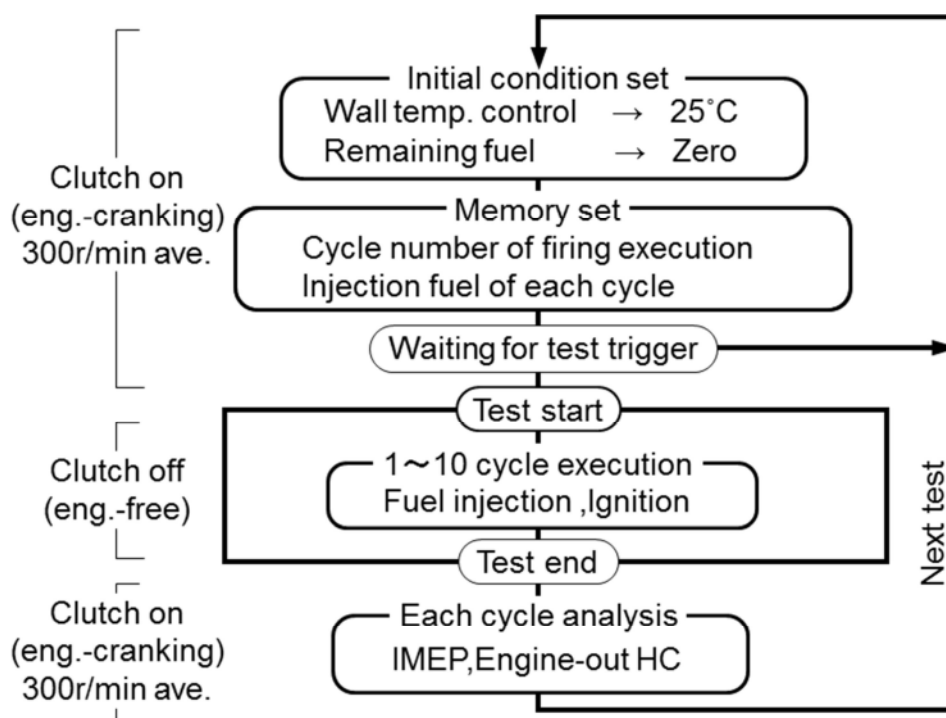 Initial condition set
Wall temp. control → 25°C
Remaining fuel → Zero
Clutch on
(eng.-cranking)
300r/min ave.
Memory set
Cycle number of firing execution
Injection fuel of each cycle
Waiting for test trigger
Test start
Clutch off
(eng.-free)
1～10 cycle execution
Fuel injection ,Ignition
Test end
Next test
Clutch on
(eng.-cranking)
300r/min ave.
Each cycle analysis
IMEP,Engine-out HC